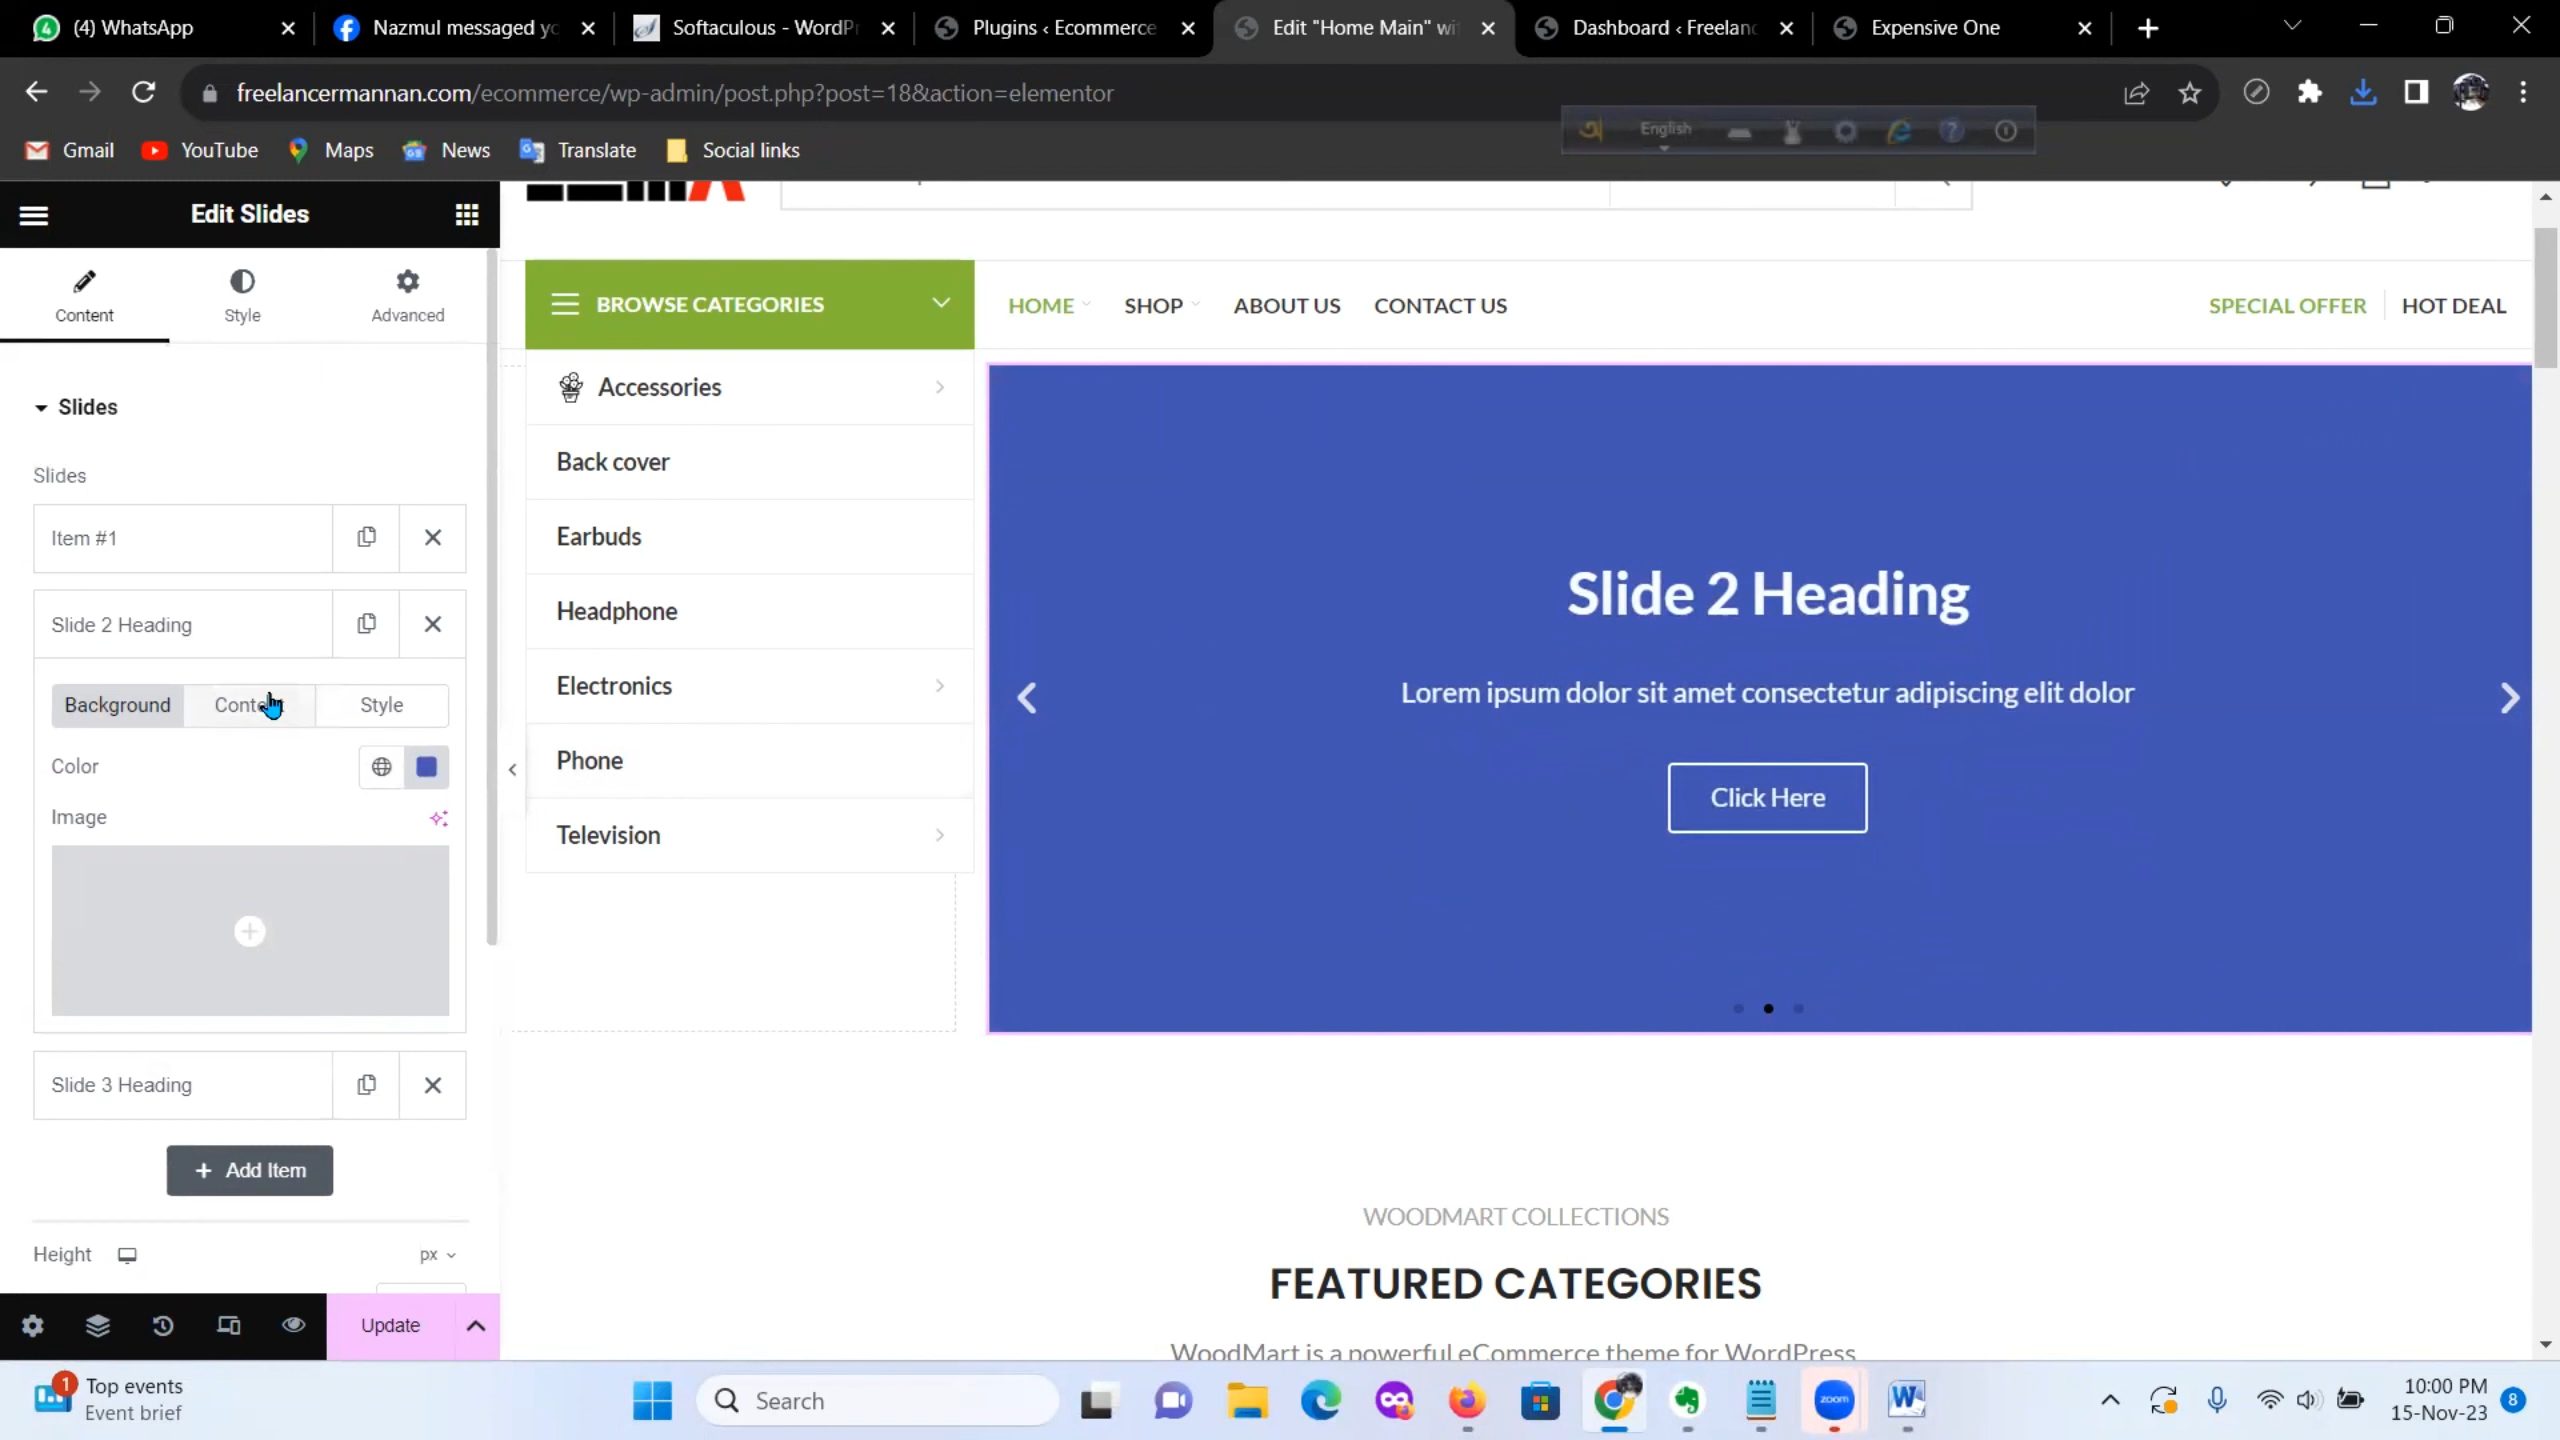 (4) WhatsApp
Nazmul messaged yo
Softaculous - WordPr
Plugins ‹ Ecommerce
Edit "Home Main" wi
Dashboard ‹ Freelanc
Expensive One
freelancermannan.com/ecommerce/wp-admin/post.php?post=18&action=elementor
English
Gmail
YouTube
Maps
News
Translate
Social links
Edit Slides
Content
Style
Advanced
BROWSE CATEGORIES
HOME
SHOP
ABOUT US
CONTACT US
SPECIAL OFFER
HOT DEAL
Slides
Slides
Item #1
Slide 2 Heading
Background
Content
Style
Color
Image
Slide 3 Heading
+ Add Item
Height
px
Update
Accessories
Back cover
Earbuds
Headphone
Electronics
Phone
Television
Slide 2 Heading
Lorem ipsum dolor sit amet consectetur adipiscing elit dolor
Click Here
WOODMART COLLECTIONS
FEATURED CATEGORIES
WoodMart is a powerful eCommerce theme for WordPress
1
Top events
Event brief
Search
zoom
10:00 PM
15-Nov-23
8